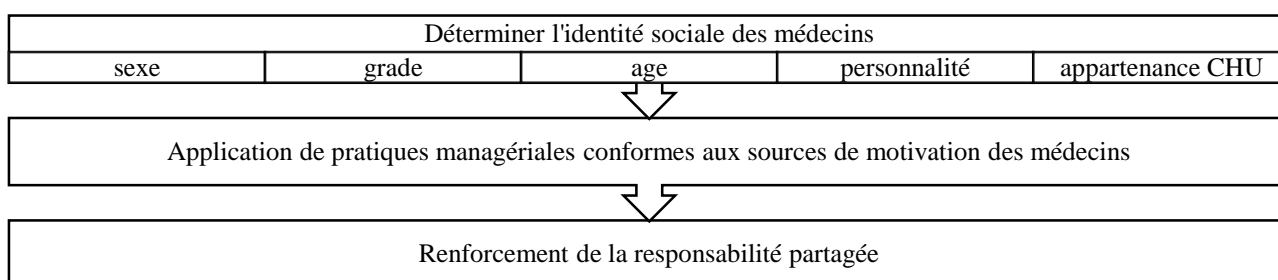 Déterminer l'identité sociale des médecins
sexe grade age personnalité appartenance CHU
Application de pratiques managériales conformes aux sources de motivation des médecins
Renforcement de la responsabilité partagée